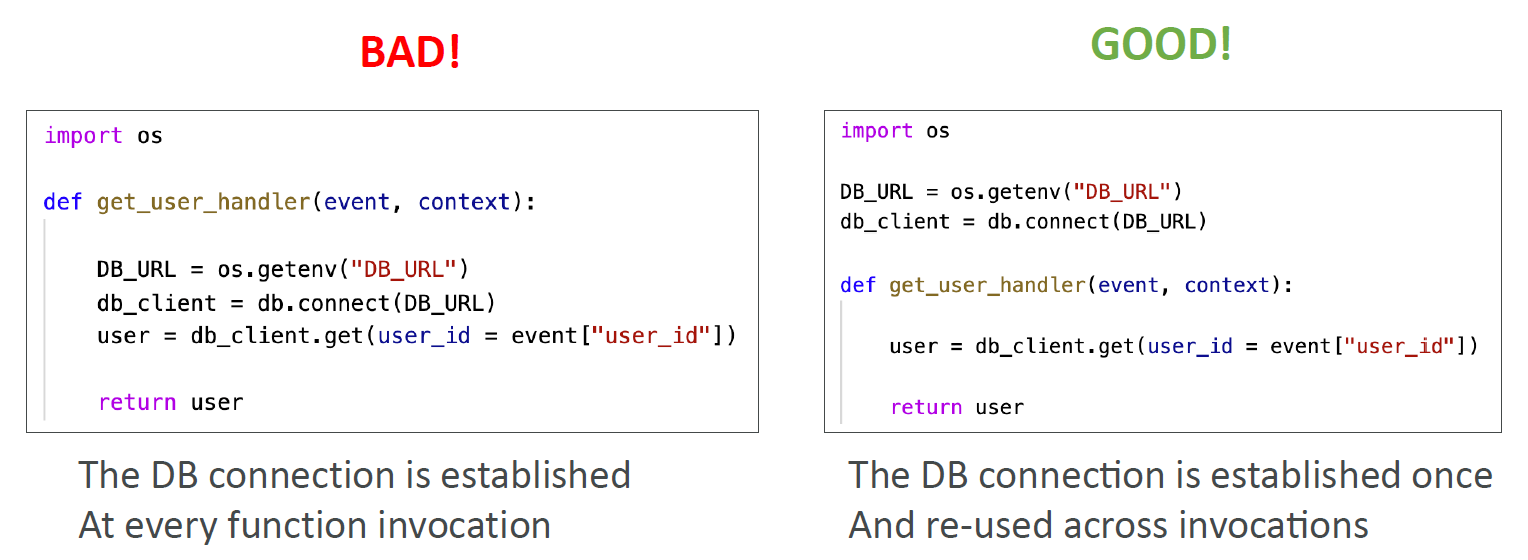 BAD!
import os
def get_user_handler(event, context):
DB_URL = os.getenv("DB_URL")
db_client = db.connect(DB_URL)
user = db_client.get(user_id = event["user_id"])
return user
The DB connection is established
At every function invocation
GOOD!
import os
DB_URL = os.getenv("DB_URL")
db_client = db.connect(DB_URL)
def get_user_handler(event, context):
user = db_client.get(user_id = event["user_id"])
return user
The DB connection is established once
And re-used across invocations